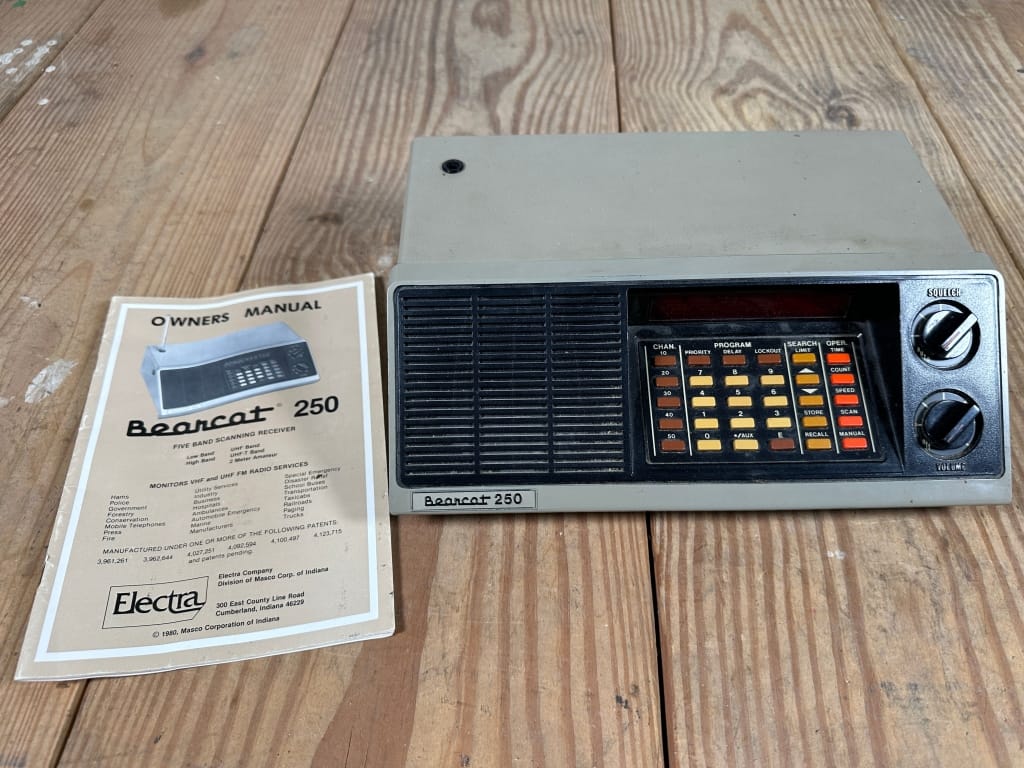 OWNERS MANUAL
Bearcat® 250
FIVE BAND SCANNING RECEIVER
Low Band UHF Band
High Band UHF-T Band
2 Meter Amateur
MONITORS VHF and UHF FM RADIO SERVICES
Hams
Police
Government
Forestry
Conservation
Mobile Telephones
Press
Fire
Utility Services
Industry
Business
Hospitals
Ambulances
Automobile Emergency
Marine
Manufacturers
Special Emergency
Disaster Relief
School Buses
Transportation
Taxicabs
Railroads
Paging
Trucks
MANUFACTURED UNDER ONE OR MORE OF THE FOLLOWING PATENTS:
3,961,261 3,962,644 4,027,251 4,092,594 4,100,497 4,123,715
and patents pending.
Electra
Electra Company
Division of Masco Corp. of Indiana
300 East County Line Road
Cumberland, Indiana 46229
© 1980, Masco Corporation of Indiana
SQUELCH
VOLUME
CHAN. PROGRAM SEARCH OPER.
10 PRIORITY DELAY LOCKOUT LIMIT TIME
20 7 8 9 COUNT
30 4 5 6 SPEED
40 1 2 3 STORE SCAN
50 0 •/AUX E RECALL MANUAL
Bearcat 250